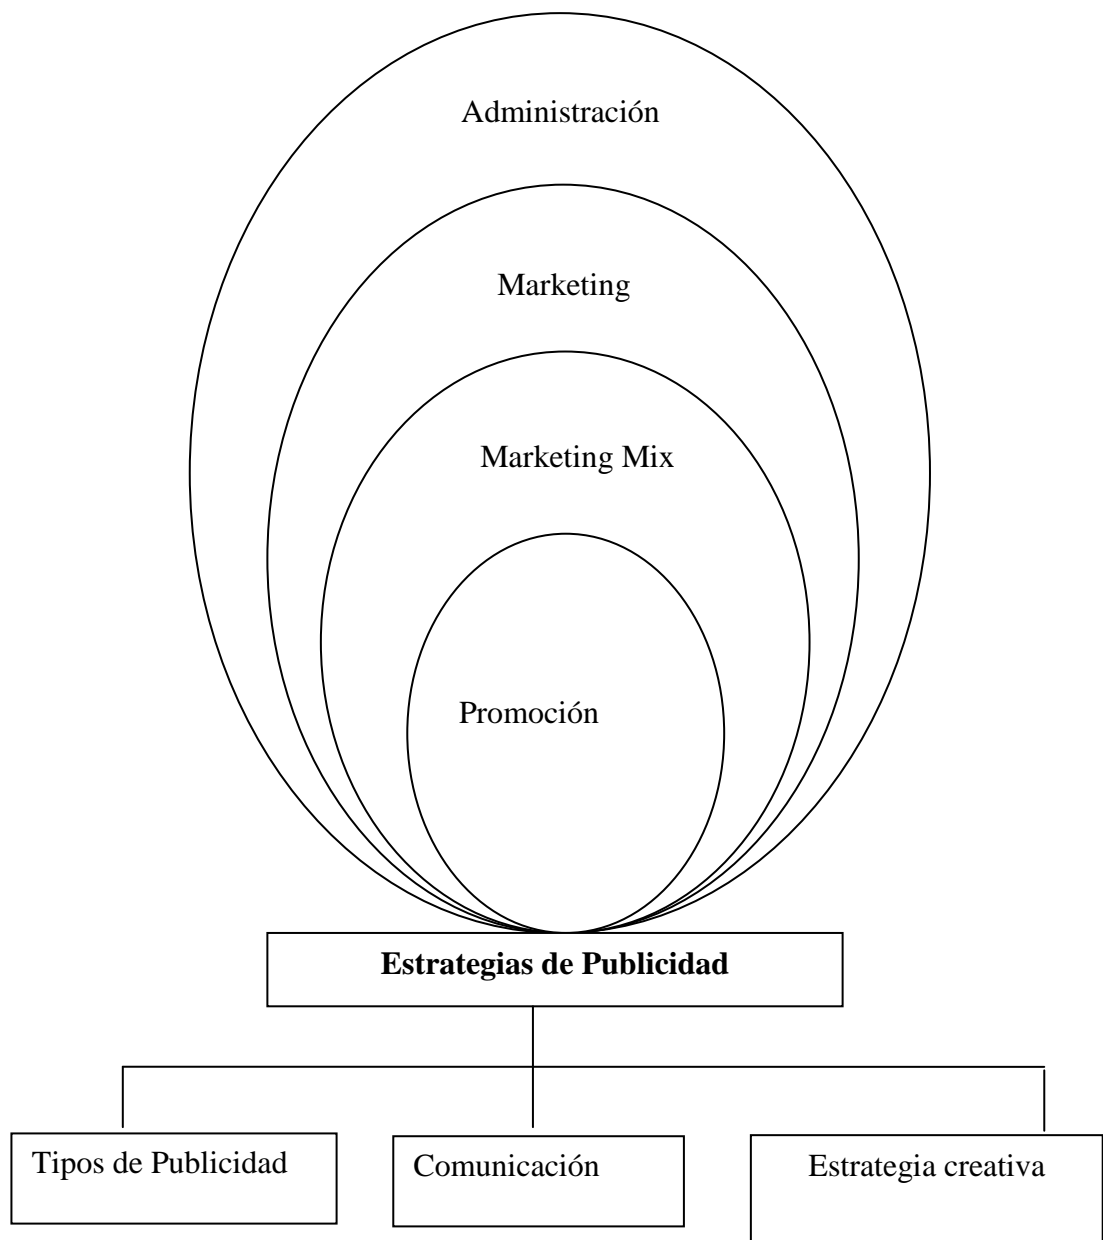 Administración
Marketing
Marketing Mix
Promoción
Estrategias de Publicidad
Tipos de Publicidad
Comunicación
Estrategia creativa